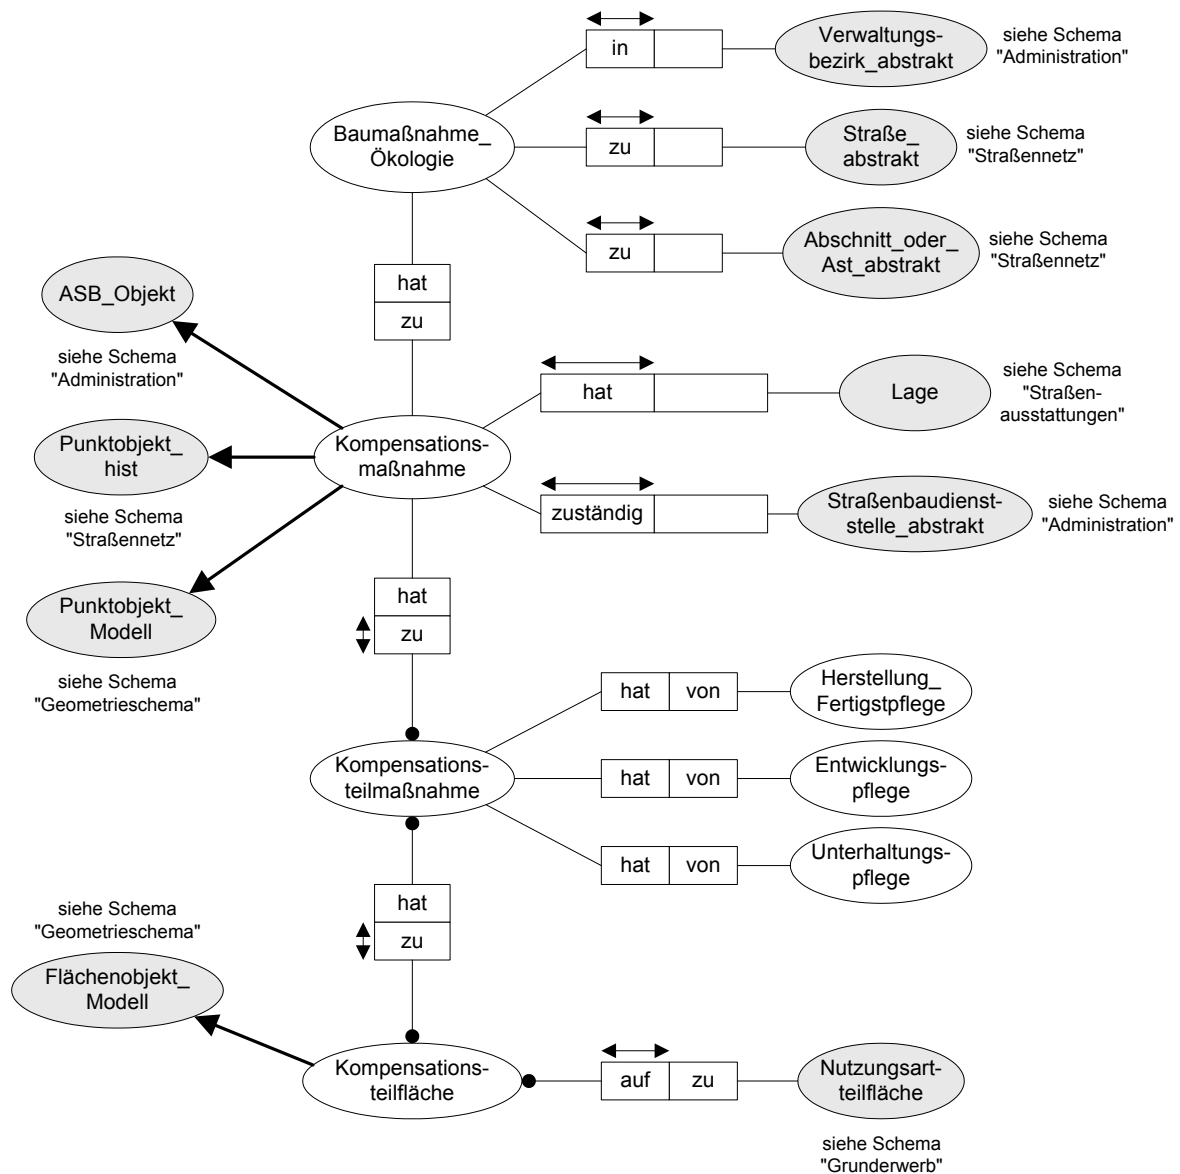 in
Verwaltungs-
bezirk_abstrakt
siehe Schema
"Administration"
Baumaßnahme_
Ökologie
zu
Straße_
abstrakt
siehe Schema
"Straßennetz"
zu
Abschnitt_oder_
Ast_abstrakt
siehe Schema
"Straßennetz"
hat
zu
ASB_Objekt
siehe Schema
"Administration"
hat
Lage
siehe Schema
"Straßen-
ausstattungen"
Punktobjekt_
hist
siehe Schema
"Straßennetz"
Kompensations-
maßnahme
zuständig
Straßenbaudienst-
stelle_abstrakt
siehe Schema
"Administration"
Punktobjekt_
Modell
siehe Schema
"Geometrieschema"
hat
zu
hat
von
Herstellung_
Fertigstpflege
Kompensations-
teilmaßnahme
hat
von
Entwicklungs-
pflege
hat
von
Unterhaltungs-
pflege
hat
zu
siehe Schema
"Geometrieschema"
Flächenobjekt_
Modell
Kompensations-
teilfläche
auf
zu
Nutzungsart-
teilfläche
siehe Schema
"Grunderwerb"